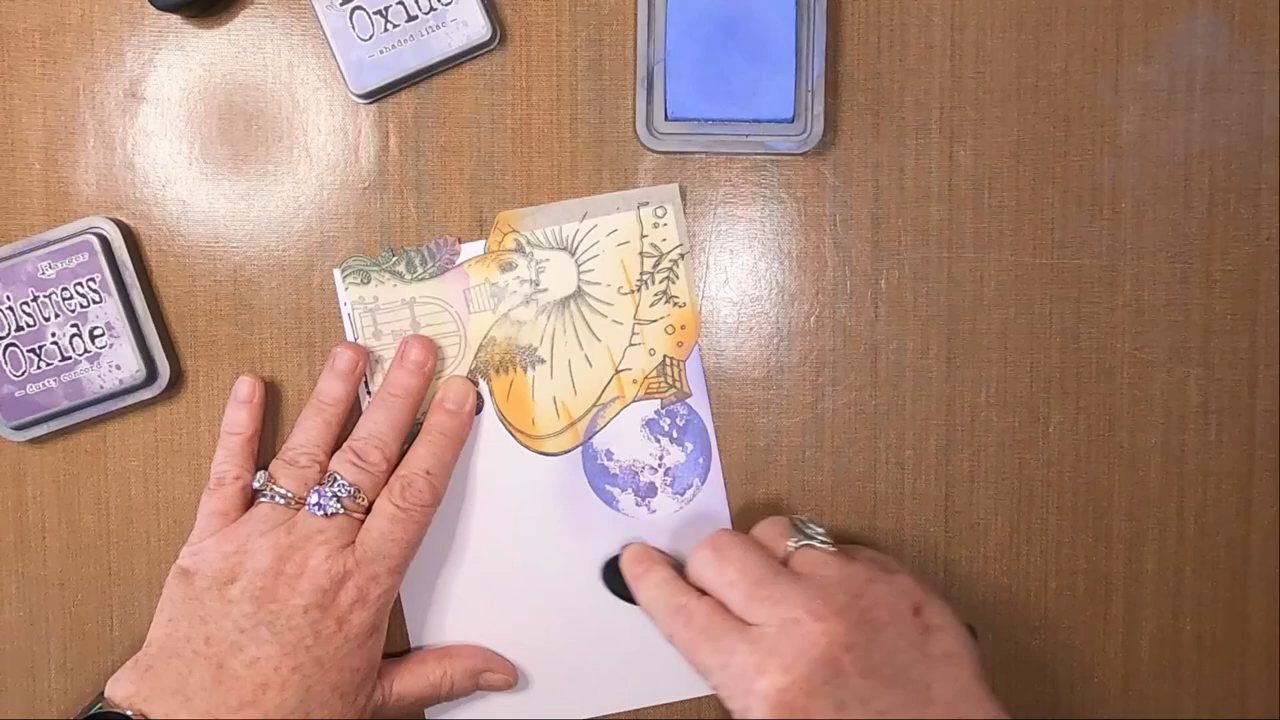 Oxide
— shaded lilac —
Ranger
Distress
Oxide
— dusty concord —